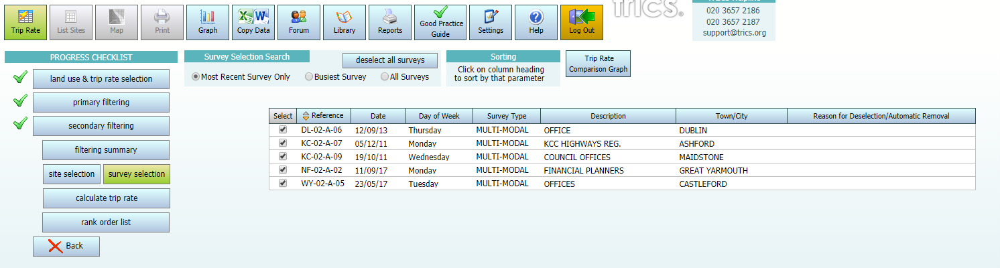 trics®
TRICS Helpline
020 3657 2186
020 3657 2187
support@trics.org
Trip Rate
List Sites
Map
Print
Graph
Copy Data
Forum
Library
Reports
Good Practice
Guide
Settings
Help
Log Out
PROGRESS CHECKLIST
land use & trip rate selection
primary filtering
secondary filtering
filtering summary
site selection
survey selection
calculate trip rate
rank order list
Back
Survey Selection Search
deselect all surveys
Most Recent Survey Only Busiest Survey All Surveys
Sorting
Click on column heading
to sort by that parameter
Trip Rate
Comparison Graph
Select Reference Date Day of Week Survey Type Description Town/City Reason for Deselection/Automatic Removal
DL-02-A-06 12/09/13 Thursday MULTI-MODAL OFFICE DUBLIN
KC-02-A-07 05/12/11 Monday MULTI-MODAL KCC HIGHWAYS REG. ASHFORD
KC-02-A-09 19/10/11 Wednesday MULTI-MODAL COUNCIL OFFICES MAIDSTONE
NF-02-A-02 11/09/17 Monday MULTI-MODAL FINANCIAL PLANNERS GREAT YARMOUTH
WY-02-A-05 23/05/17 Tuesday MULTI-MODAL OFFICES CASTLEFORD